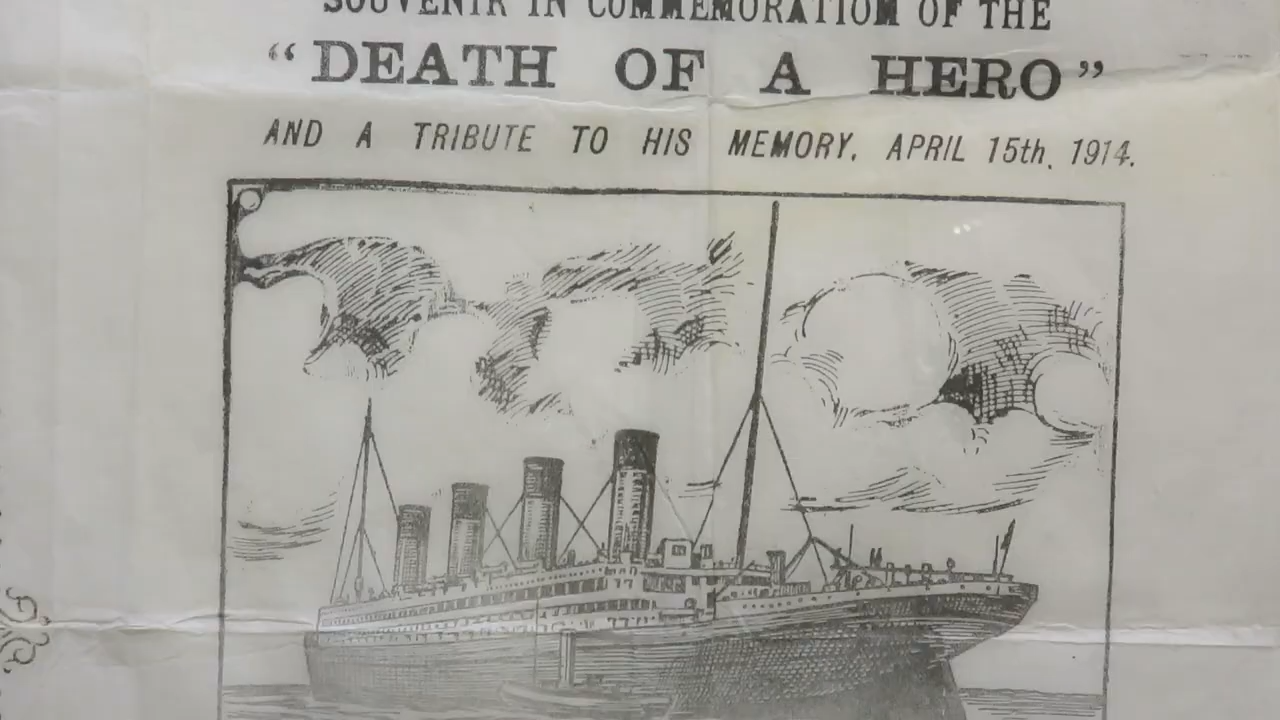 SOUVENIR IN COMMEMORATION OF THE
“DEATH OF A HERO”
AND A TRIBUTE TO HIS MEMORY. APRIL 15th, 1914.